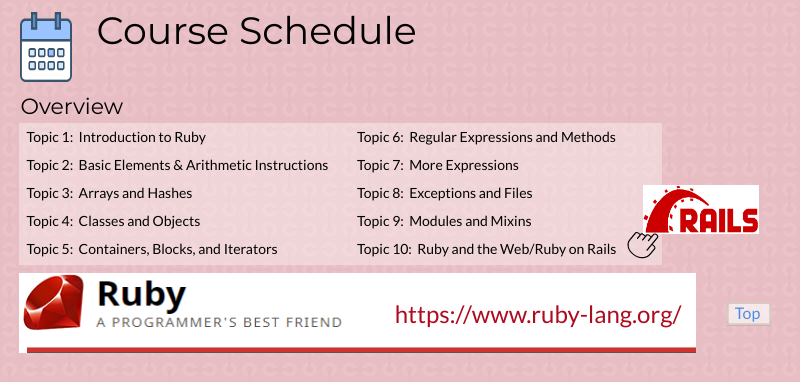 Course Schedule
Overview
Topic 1: Introduction to Ruby
Topic 2: Basic Elements & Arithmetic Instructions
Topic 3: Arrays and Hashes
Topic 4: Classes and Objects
Topic 5: Containers, Blocks, and Iterators
Topic 6: Regular Expressions and Methods
Topic 7: More Expressions
Topic 8: Exceptions and Files
Topic 9: Modules and Mixins
Topic 10: Ruby and the Web/Ruby on Rails
RAILS
Ruby
A PROGRAMMER'S BEST FRIEND
https://www.ruby-lang.org/
Top